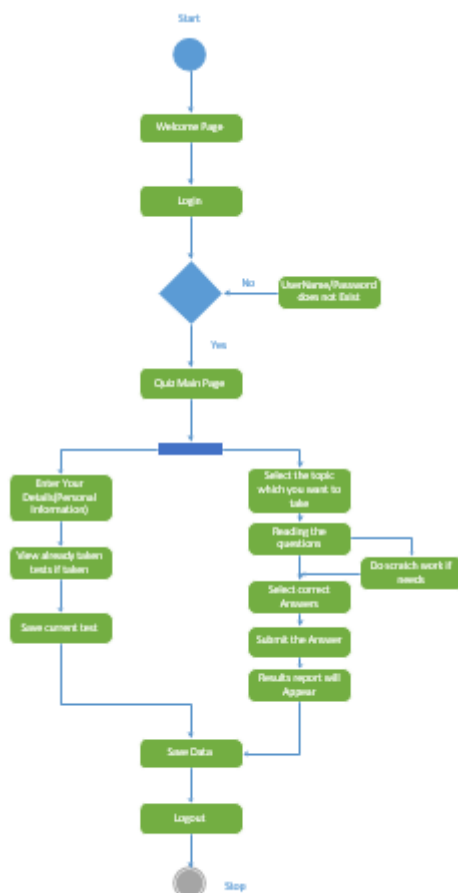 Start
Welcome Page
Login
No
UserName/Password
does not Exist
Yes
Quiz Main Page
Enter Your
Details(Personal
Information)
View already taken
tests if taken
Save current test
Select the topic
which you want to
take
Reading the
questions
Do scratch work if
needs
Select correct
Answers
Submit the Answer
Results report will
Appear
Save Data
Logout
Stop